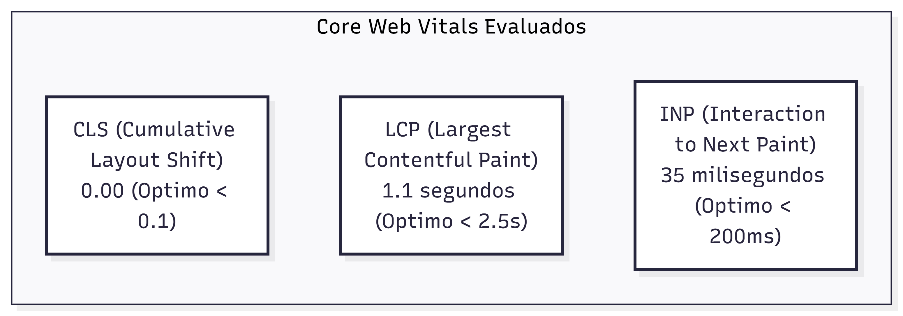 Core Web Vitals Evaluados
CLS (Cumulative
Layout Shift)
0.00 (Optimo <
0.1)
LCP (Largest
Contentful Paint)
1.1 segundos
(Optimo < 2.5s)
INP (Interaction
to Next Paint)
35 milisegundos
(Optimo <
200ms)